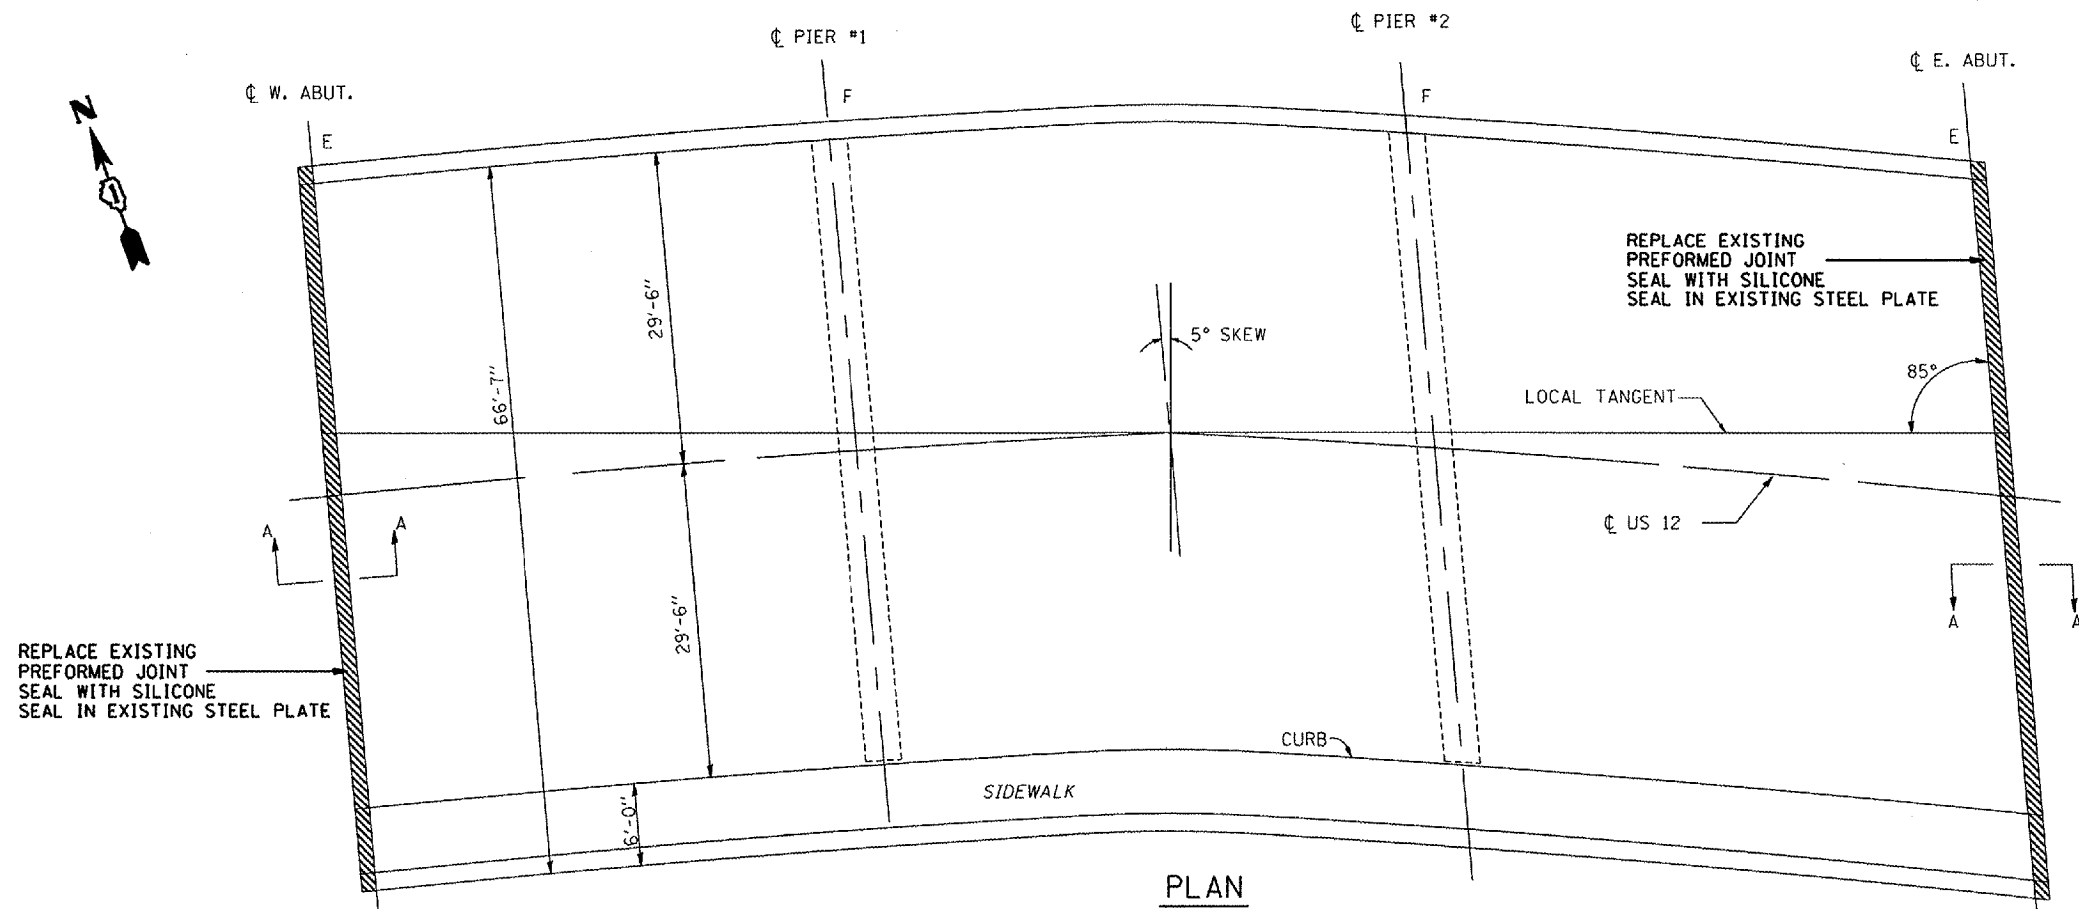 ℄ PIER #1
℄ PIER #2
℄ W. ABUT.
℄ E. ABUT.
N
E
F
F
E
REPLACE EXISTING
PREFORMED JOINT
SEAL WITH SILICONE
SEAL IN EXISTING STEEL PLATE
29'-6"
66'-7"
5° SKEW
85°
LOCAL TANGENT
℄ US 12
A
A
A
A
29'-6"
REPLACE EXISTING
PREFORMED JOINT
SEAL WITH SILICONE
SEAL IN EXISTING STEEL PLATE
CURB
SIDEWALK
6'-0"
PLAN